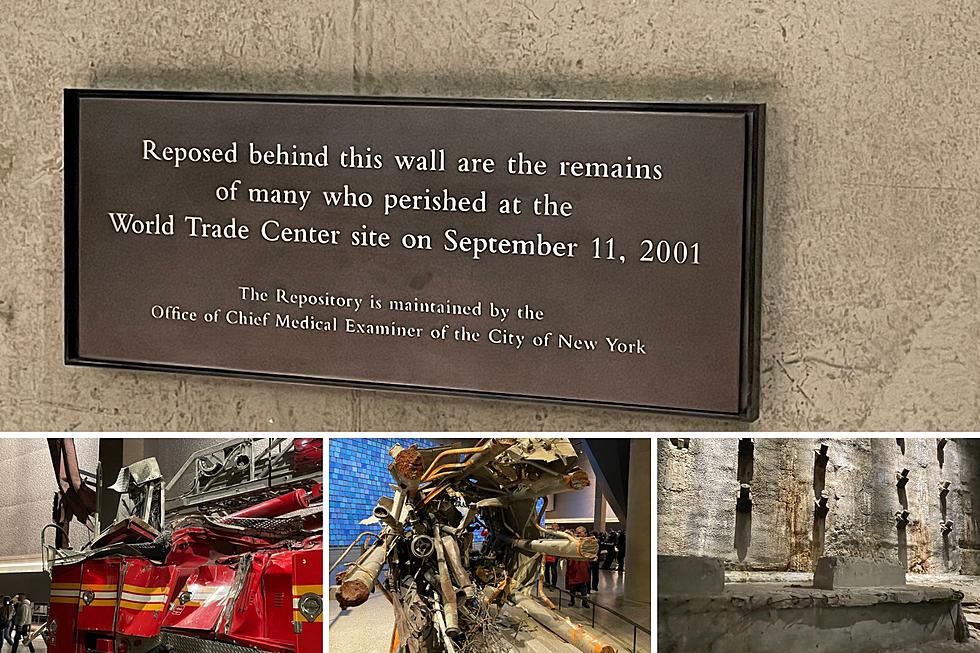 Reposed behind this wall are the remains
of many who perished at the
World Trade Center site on September 11, 2001
The Repository is maintained by the
Office of Chief Medical Examiner of the City of New York